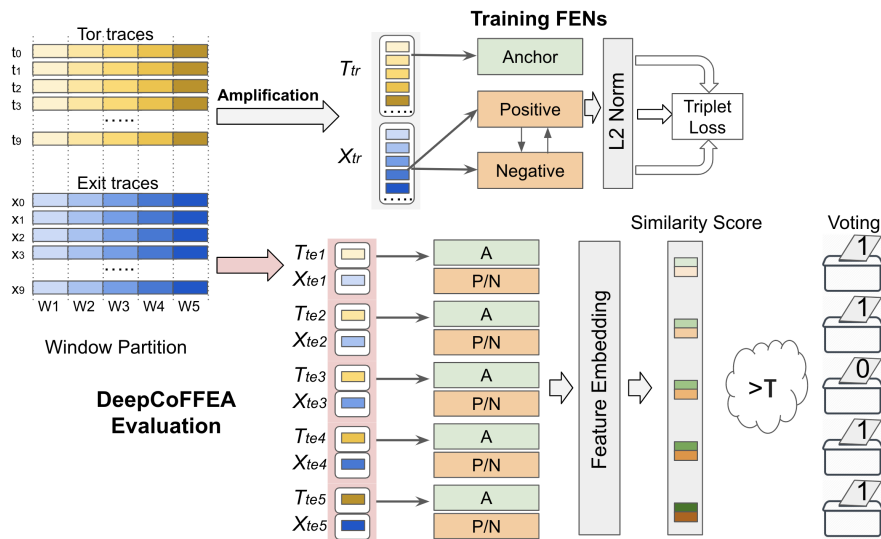 Training FENs
Tor traces
t0
t1
t2
t3
.....
t9
Amplification
Ttr
.....
Xtr
.....
Anchor
Positive
Negative
L2 Norm
Triplet
Loss
Exit traces
x0
x1
x2
x3
.....
x9
W1 W2 W3 W4 W5
Window Partition
DeepCoFFEA
Evaluation
Similarity Score
Voting
Tte1
A
Xte1
P/N
Tte2
A
Xte2
P/N
Tte3
A
Xte3
P/N
Tte4
A
Xte4
P/N
Tte5
A
Xte5
P/N
Feature Embedding
>T
1
1
0
1
1